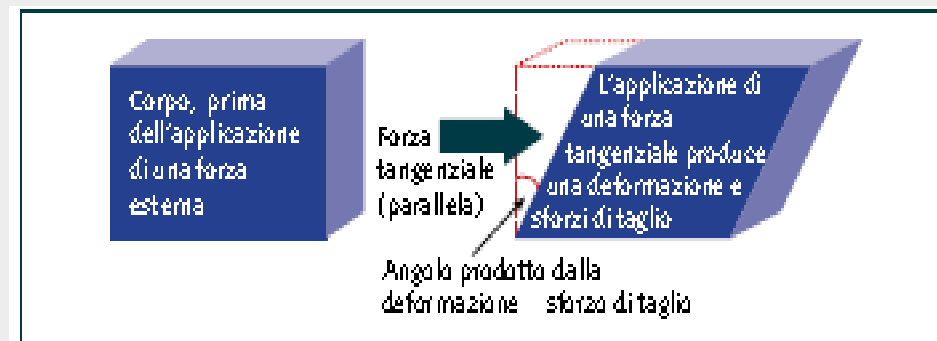 Corpo, prima
dell'applicazione
di una forza
esterna
Forza
tangenziale
(parallela)
L'applicazione di
una forza
tangenziale produce
una deformazione e
sforzi di taglio
Angolo prodotto dalla
deformazione sforzo di taglio